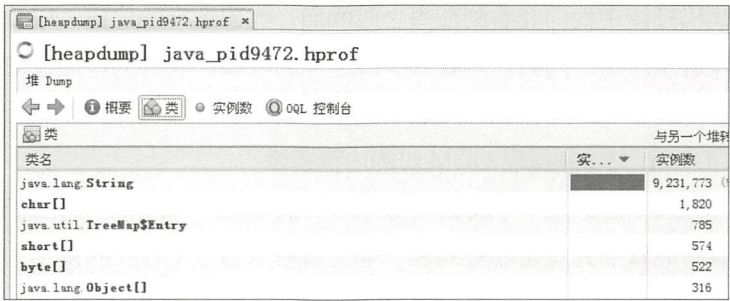 [heapdump] java_pid9472.hprof ×
[heapdump] java_pid9472.hprof
堆 Dump
概要 类 实例数 OQL 控制台
类 与另一个堆转
类名 实... 实例数
java.lang.String 9,231,773
char[] 1,820
java.util.TreeMap$Entry 785
short[] 574
byte[] 522
java.lang.Object[] 316